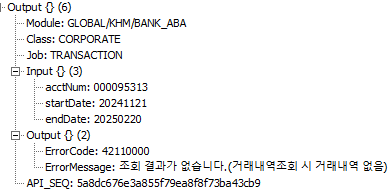 Output {} (6)
Module: GLOBAL/KHM/BANK_ABA
Class: CORPORATE
Job: TRANSACTION
Input {} (3)
acctNum: 000095313
startDate: 20241121
endDate: 20250220
Output {} (2)
ErrorCode: 42110000
ErrorMessage: 조회 결과가 없습니다.(거래내역조회 시 거래내역 없음)
API_SEQ: 5a8dc676e3a855f79ea8f8f73ba43cb9